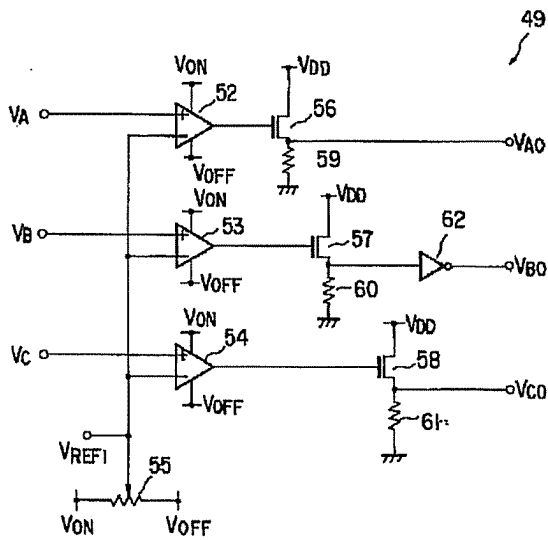 49
VON
52
VDD
VA
56
VAO
59
VOFF
VON
VDD
VB
53
57
62
VBO
VOFF
60
VON
VDD
VC
54
58
VCO
VOFF
61
VREF1
55
VON
VOFF